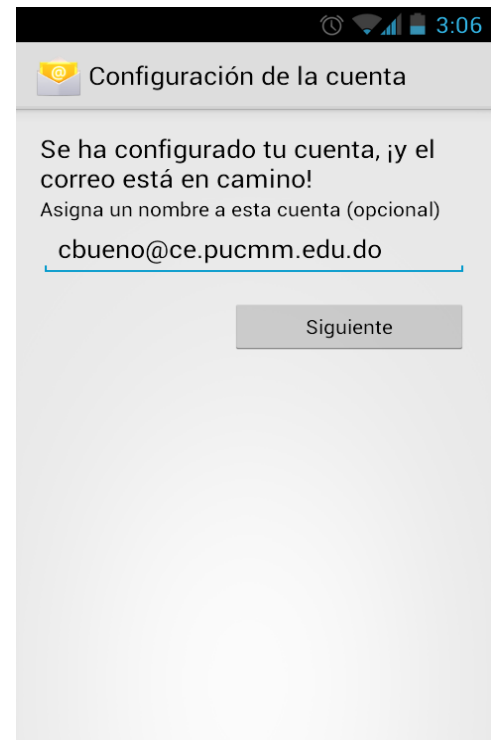 3:06
Configuración de la cuenta
Se ha configurado tu cuenta, ¡y el
correo está en camino!
Asigna un nombre a esta cuenta (opcional)
cbueno@ce.pucmm.edu.do
Siguiente